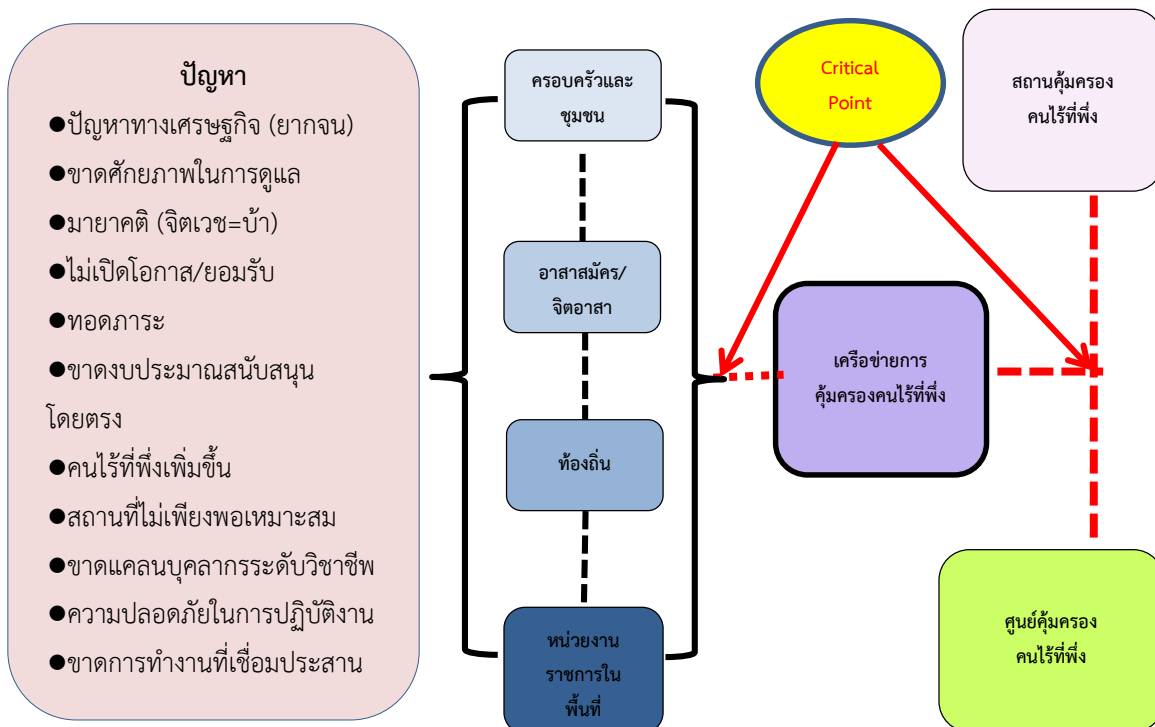 ปัญหา
●ปัญหาทางเศรษฐกิจ (ยากจน)
●ขาดศักยภาพในการดูแล
●มายาคติ (จิตเวช=บ้า)
●ไม่เปิดโอกาส/ยอมรับ
●ทอดภาระ
●ขาดงบประมาณสนับสนุน
โดยตรง
●คนไร้ที่พึ่งเพิ่มขึ้น
●สถานที่ไม่เพียงพอเหมาะสม
●ขาดแคลนบุคลากรระดับวิชาชีพ
●ความปลอดภัยในการปฏิบัติงาน
●ขาดการทำงานที่เชื่อมประสาน
ครอบครัวและ
ชุมชน
อาสาสมัคร/
จิตอาสา
ท้องถิ่น
หน่วยงาน
ราชการใน
พื้นที่
Critical
Point
เครือข่ายการ
คุ้มครองคนไร้ที่พึ่ง
สถานคุ้มครอง
คนไร้ที่พึ่ง
ศูนย์คุ้มครอง
คนไร้ที่พึ่ง